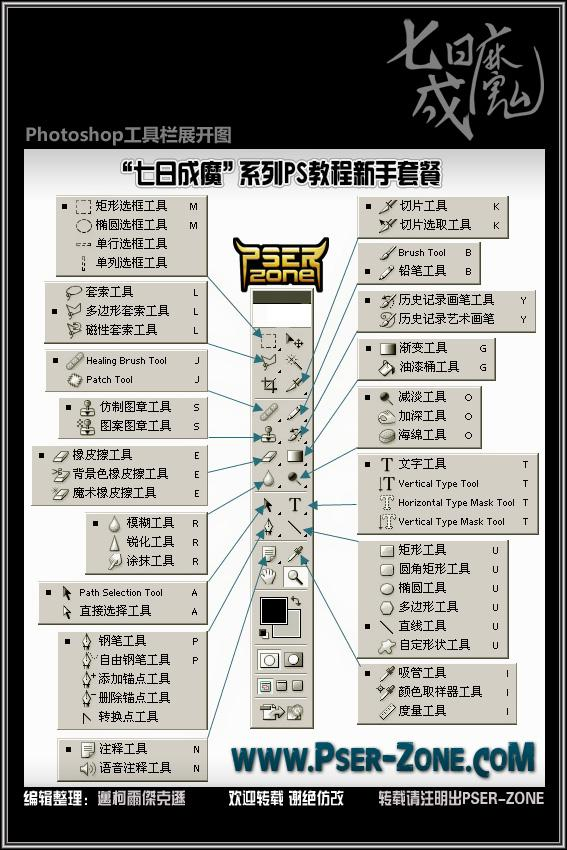 七日成魔
Photoshop工具栏展开图
“七日成魔”系列PS教程新手套餐
PSER
ZONE
矩形选框工具 M
椭圆选框工具 M
单行选框工具
单列选框工具
套索工具 L
多边形套索工具 L
磁性套索工具 L
Healing Brush Tool J
Patch Tool J
仿制图章工具 S
图案图章工具 S
橡皮擦工具 E
背景色橡皮擦工具 E
魔术橡皮擦工具 E
模糊工具 R
锐化工具 R
涂抹工具 R
Path Selection Tool A
直接选择工具 A
钢笔工具 P
自由钢笔工具 P
添加锚点工具
删除锚点工具
转换点工具
注释工具 N
语音注释工具 N
切片工具 K
切片选取工具 K
Brush Tool B
铅笔工具 B
历史记录画笔工具 Y
历史记录艺术画笔 Y
渐变工具 G
油漆桶工具 G
减淡工具 O
加深工具 O
海绵工具 O
T 文字工具 T
Vertical Type Tool T
Horizontal Type Mask Tool T
Vertical Type Mask Tool T
矩形工具 U
圆角矩形工具 U
椭圆工具 U
多边形工具 U
直线工具 U
自定形状工具 U
吸管工具 I
颜色取样器工具 I
度量工具 I
www.Pser-Zone.com
编辑整理：
欢迎转载 谢绝仿改
转载请注明出PSER-ZONE